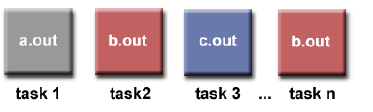 a.out b.out c.out b.out
task 1 task2 task 3 ... task n